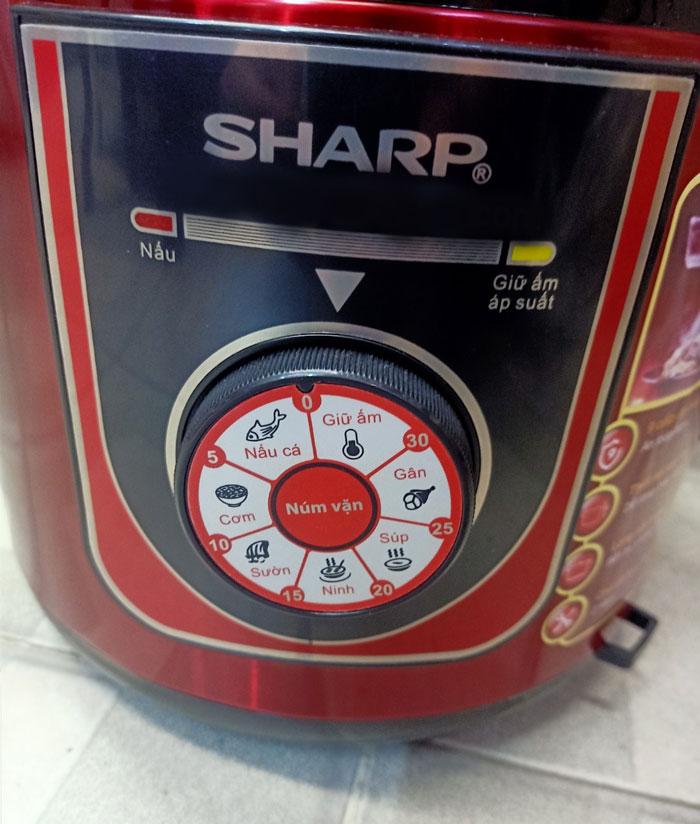 SHARP®
Nấu
Giữ ấm
áp suất
0
Giữ ấm
30
Gân
25
Súp
20
Ninh
15
Sườn
10
Cơm
5
Nấu cá
Núm vặn